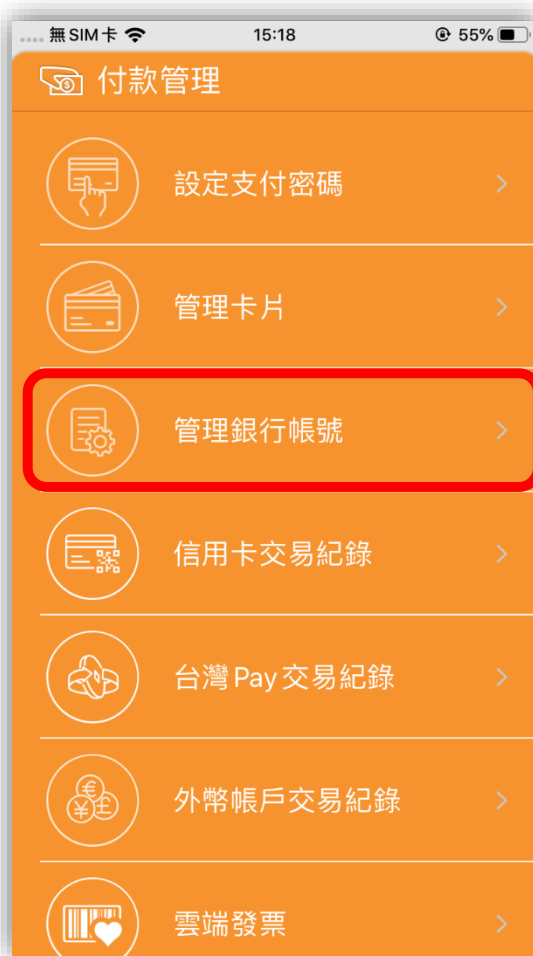 無SIM卡 15:18 55%
付款管理
設定支付密碼
管理卡片
管理銀行帳號
信用卡交易紀錄
台灣Pay交易紀錄
外幣帳戶交易紀錄
雲端發票